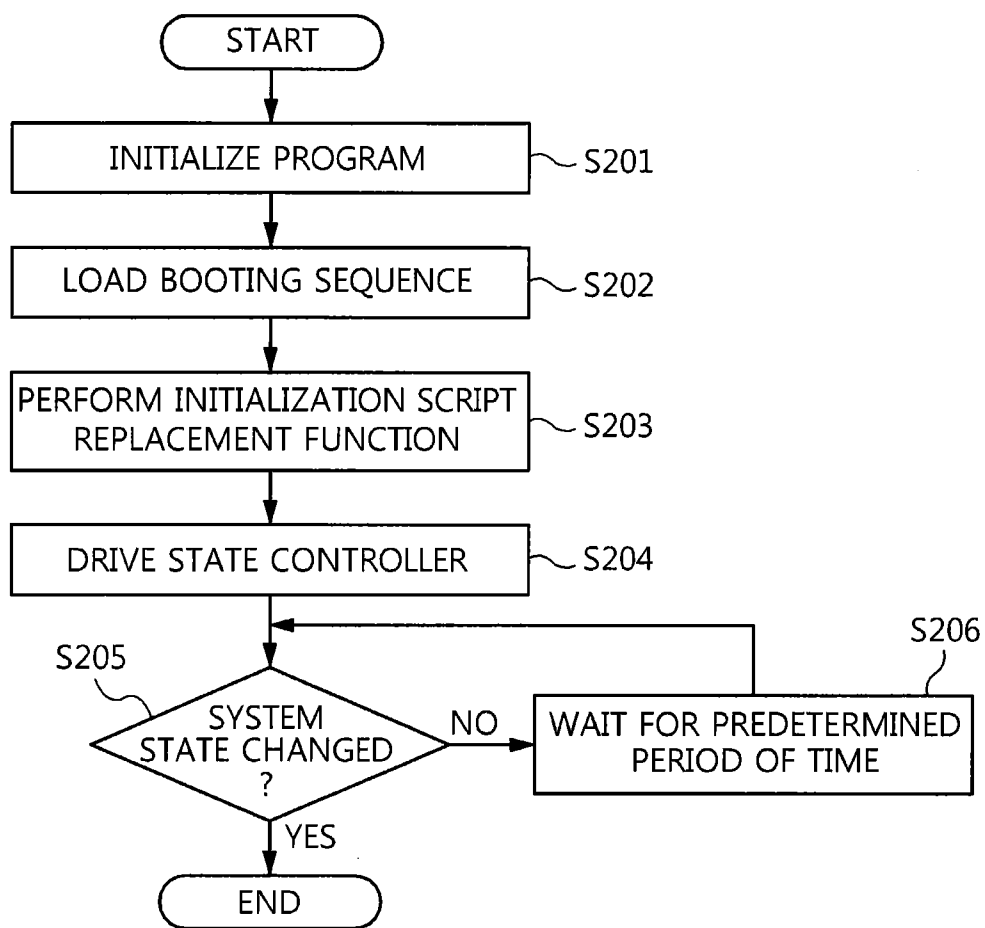 START
INITIALIZE PROGRAM
S201
LOAD BOOTING SEQUENCE
S202
PERFORM INITIALIZATION SCRIPT
REPLACEMENT FUNCTION
S203
DRIVE STATE CONTROLLER
S204
S205
SYSTEM
STATE CHANGED
?
NO
S206
WAIT FOR PREDETERMINED
PERIOD OF TIME
YES
END